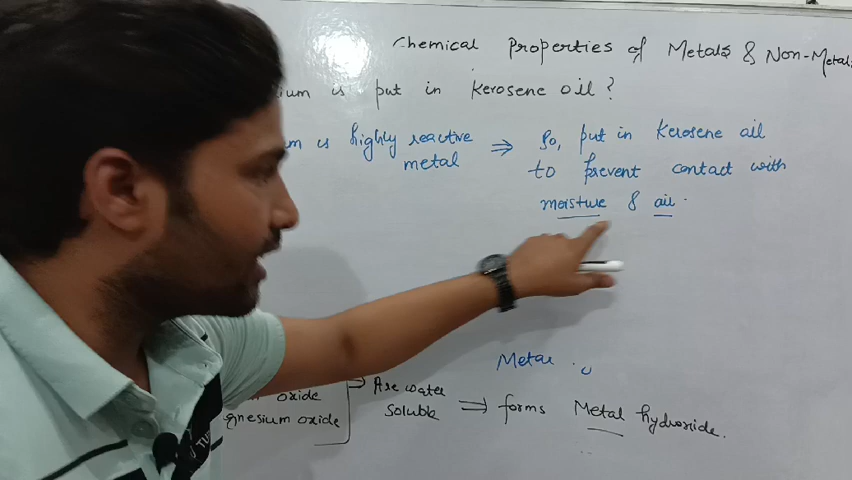 Chemical Properties of Metals & Non-Metal
ium is put in Kerosene oil?
um is highly reactive
metal
⇒ So, put in Kerosene oil
to prevent contact with
moisture & air.
Metal
oxide
gnesium oxide
Are water
soluble
⇒ forms Metal hydroxide.